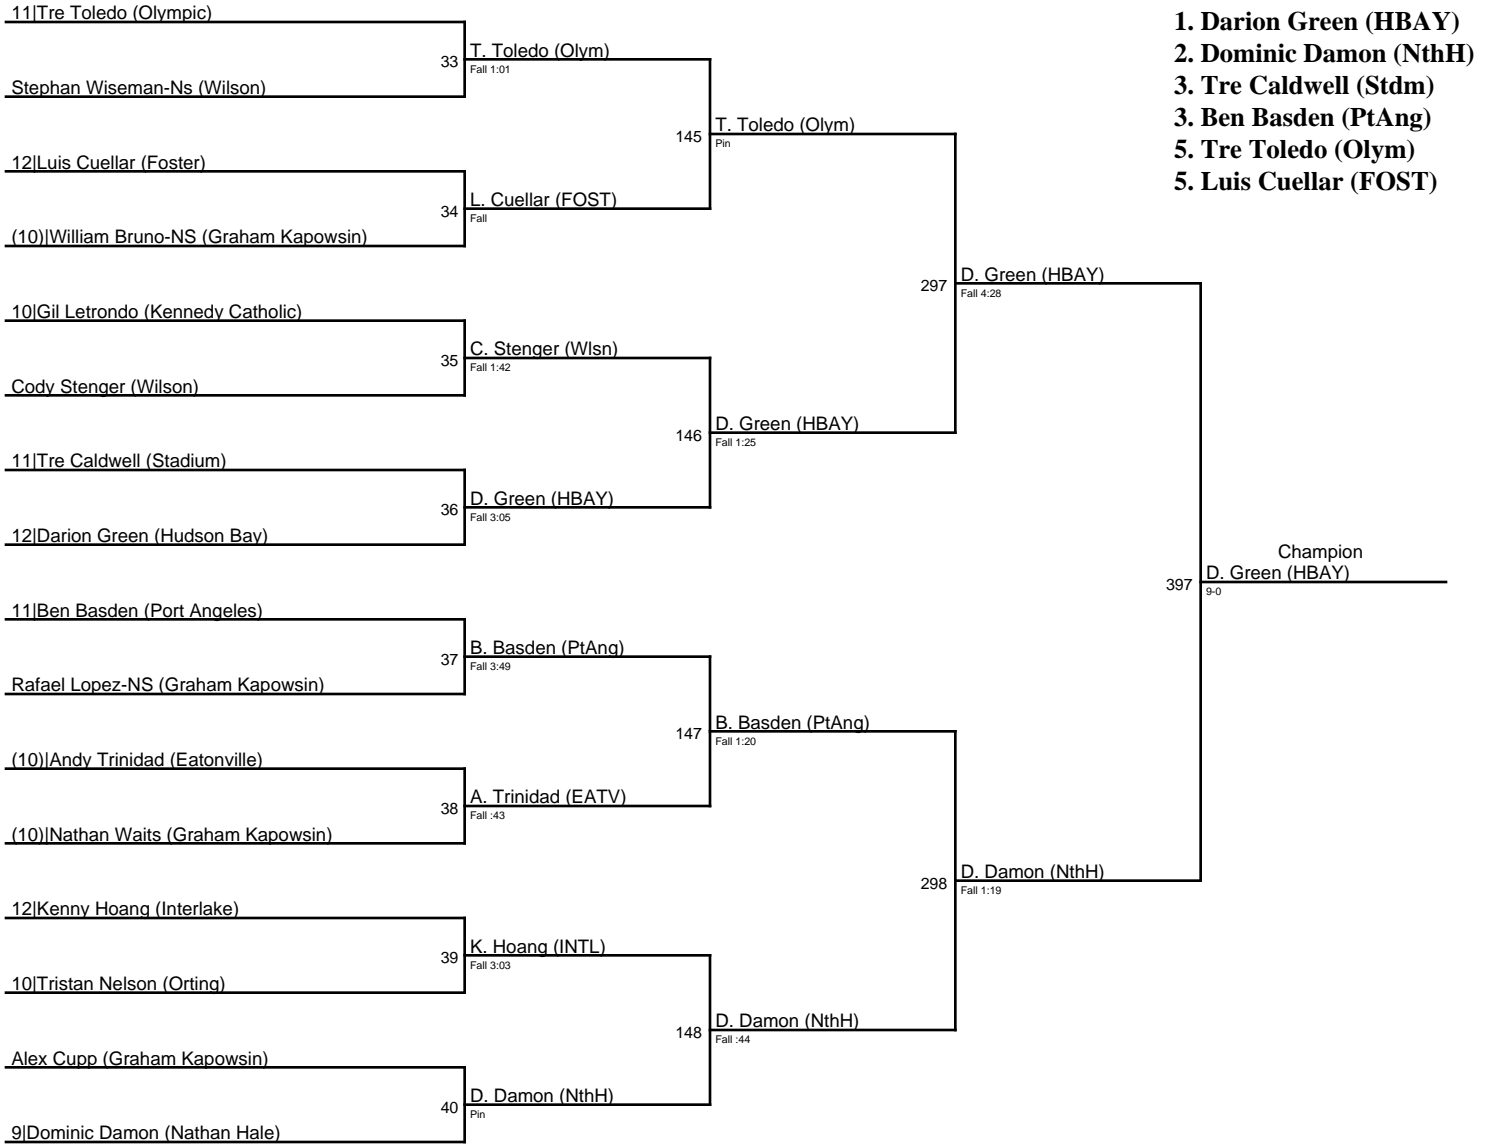 11|Tre Toledo (Olympic)
33
T. Toledo (Olym)
Fall 1:01
Stephan Wiseman-Ns (Wilson)
145
T. Toledo (Olym)
Pin
12|Luis Cuellar (Foster)
34
L. Cuellar (FOST)
Fall
(10)|William Bruno-NS (Graham Kapowsin)
297
D. Green (HBAY)
Fall 4:28
10|Gil Letrondo (Kennedy Catholic)
35
C. Stenger (Wlsn)
Fall 1:42
Cody Stenger (Wilson)
146
D. Green (HBAY)
Fall 1:25
11|Tre Caldwell (Stadium)
36
D. Green (HBAY)
Fall 3:05
12|Darion Green (Hudson Bay)
Champion
397
D. Green (HBAY)
9-0
11|Ben Basden (Port Angeles)
37
B. Basden (PtAng)
Fall 3:49
Rafael Lopez-NS (Graham Kapowsin)
147
B. Basden (PtAng)
Fall 1:20
(10)|Andy Trinidad (Eatonville)
38
A. Trinidad (EATV)
Fall :43
(10)|Nathan Waits (Graham Kapowsin)
298
D. Damon (NthH)
Fall 1:19
12|Kenny Hoang (Interlake)
39
K. Hoang (INTL)
Fall 3:03
10|Tristan Nelson (Orting)
148
D. Damon (NthH)
Fall :44
Alex Cupp (Graham Kapowsin)
40
D. Damon (NthH)
Pin
9|Dominic Damon (Nathan Hale)
1. Darion Green (HBAY)
2. Dominic Damon (NthH)
3. Tre Caldwell (Stdm)
3. Ben Basden (PtAng)
5. Tre Toledo (Olym)
5. Luis Cuellar (FOST)